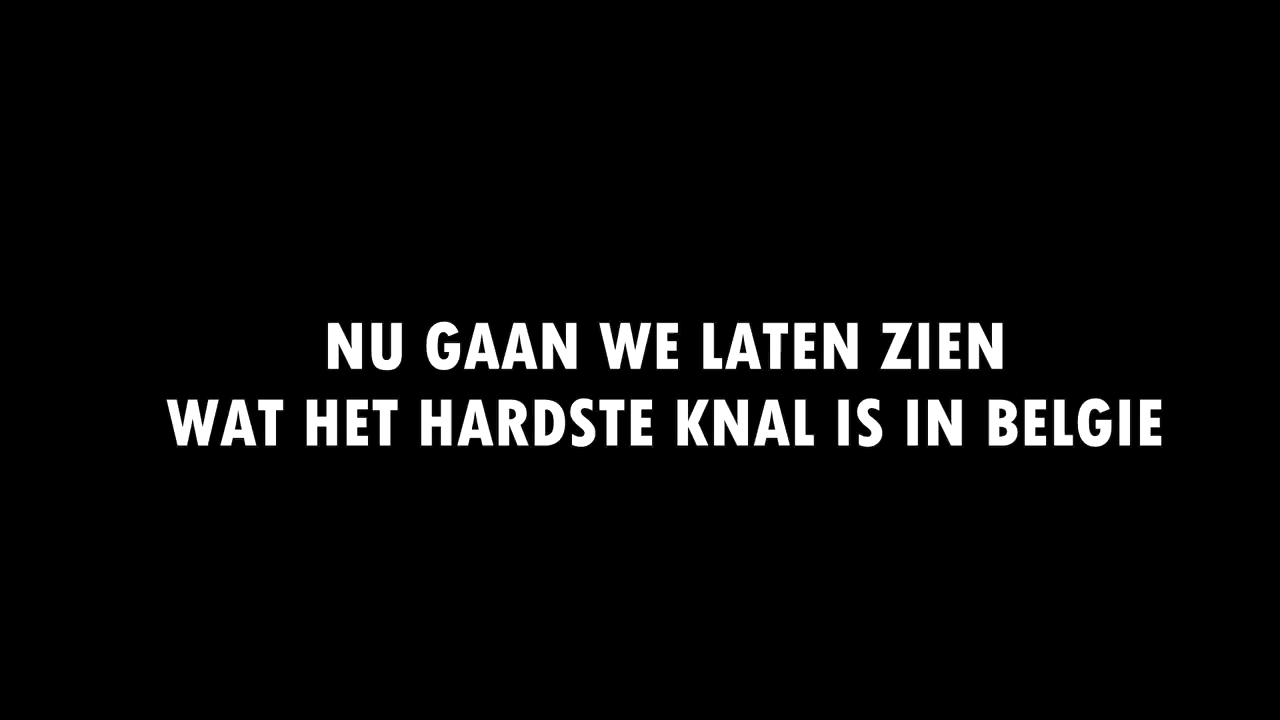 NU GAAN WE LATEN ZIEN
WAT HET HARDSTE KNAL IS IN BELGIE